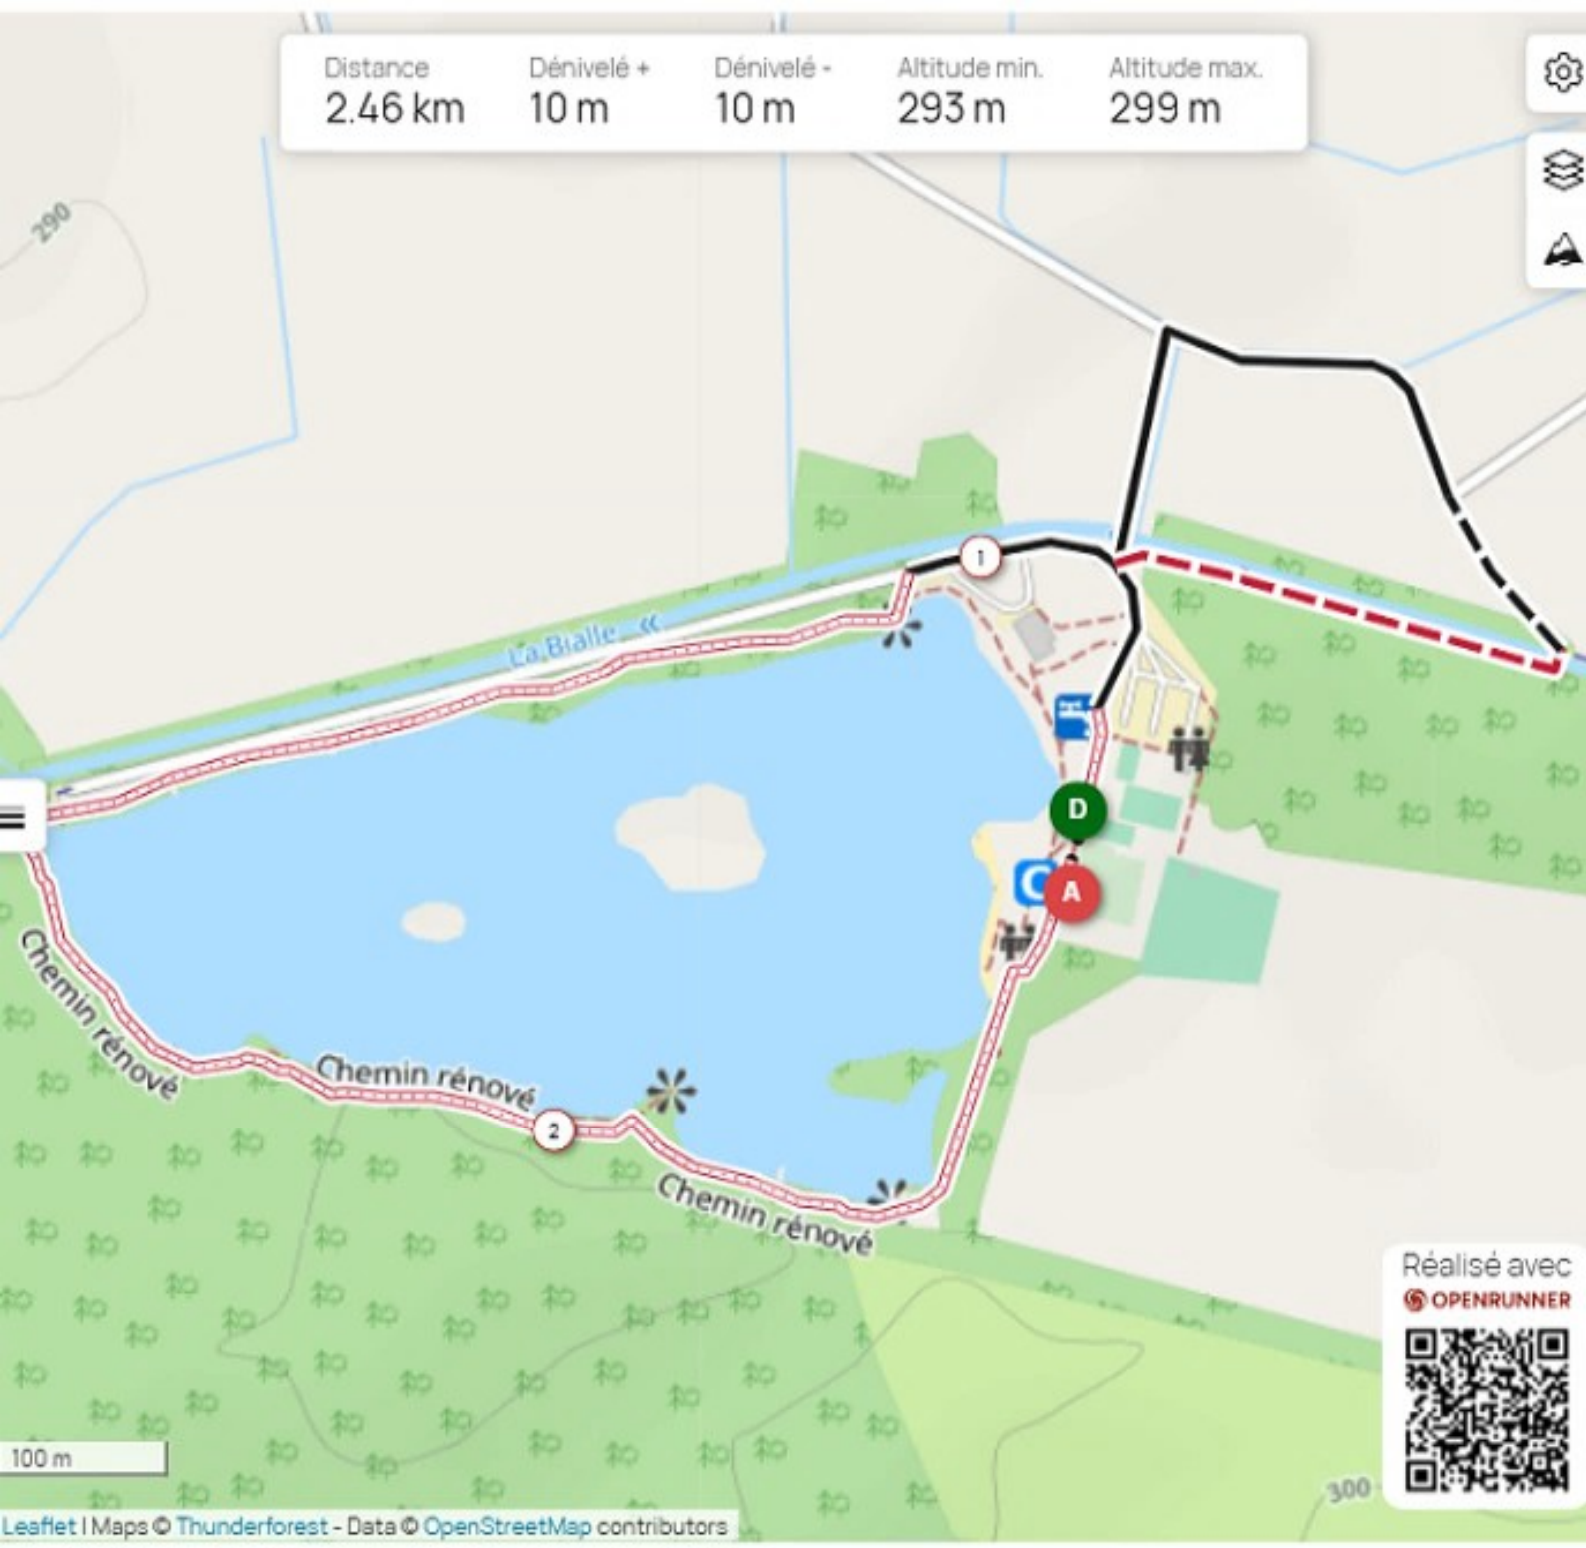 Distance
2.46 km
Dénivelé +
10 m
Dénivelé -
10 m
Altitude min.
293 m
Altitude max.
299 m
290
1
La Bialle «
D
C
A
Chemin rénové
Chemin rénové
2
Chemin rénové
Réalisé avec
OPENRUNNER
100 m
300
Leaflet | Maps © Thunderforest - Data © OpenStreetMap contributors